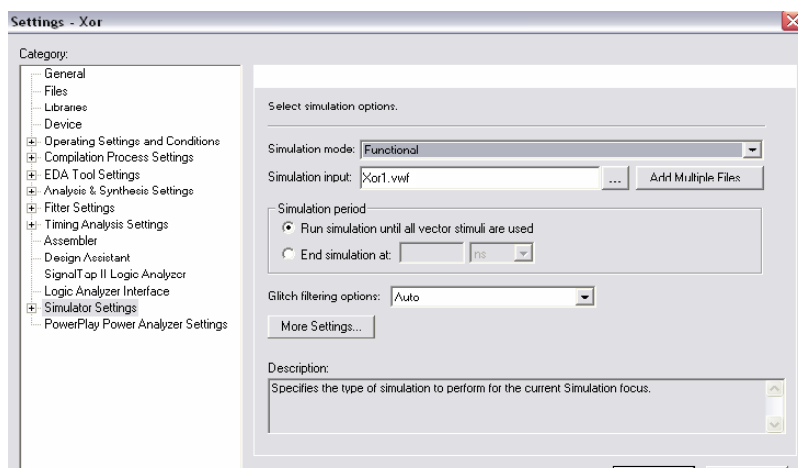 Settings - Xor
Category:
General
Files
Libraries
Device
Operating Settings and Conditions
Compilation Process Settings
EDA Tool Settings
Analysis & Synthesis Settings
Fitter Settings
Timing Analysis Settings
Assembler
Design Assistant
SignalTap II Logic Analyzer
Logic Analyzer Interface
Simulator Settings
PowerPlay Power Analyzer Settings
Select simulation options.
Simulation mode: Functional
Simulation input: Xor1.vwf ... Add Multiple Files...
Simulation period
Run simulation until all vector stimuli are used
End simulation at: ns
Glitch filtering options: Auto
More Settings...
Description:
Specifies the type of simulation to perform for the current Simulation focus.